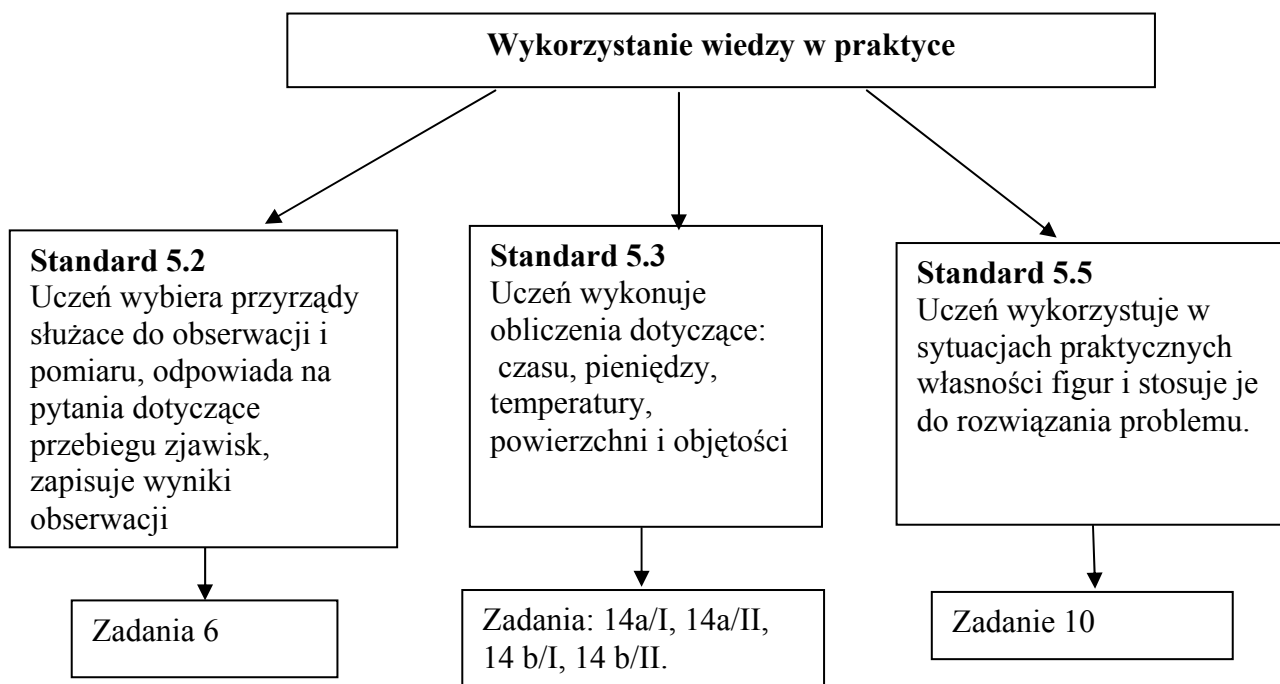 Wykorzystanie wiedzy w praktyce
Standard 5.2
Uczeń wybiera przyrządy
służace do obserwacji i
pomiaru, odpowiada na
pytania dotyczące
przebiegu zjawisk,
zapisuje wyniki
obserwacji
Zadania 6
Standard 5.3
Uczeń wykonuje
obliczenia dotyczące:
czasu, pieniędzy,
temperatury,
powierzchni i objętości
Zadania: 14a/I, 14a/II,
14 b/I, 14 b/II.
Standard 5.5
Uczeń wykorzystuje w
sytuacjach praktycznych
własności figur i stosuje je
do rozwiązania problemu.
Zadanie 10